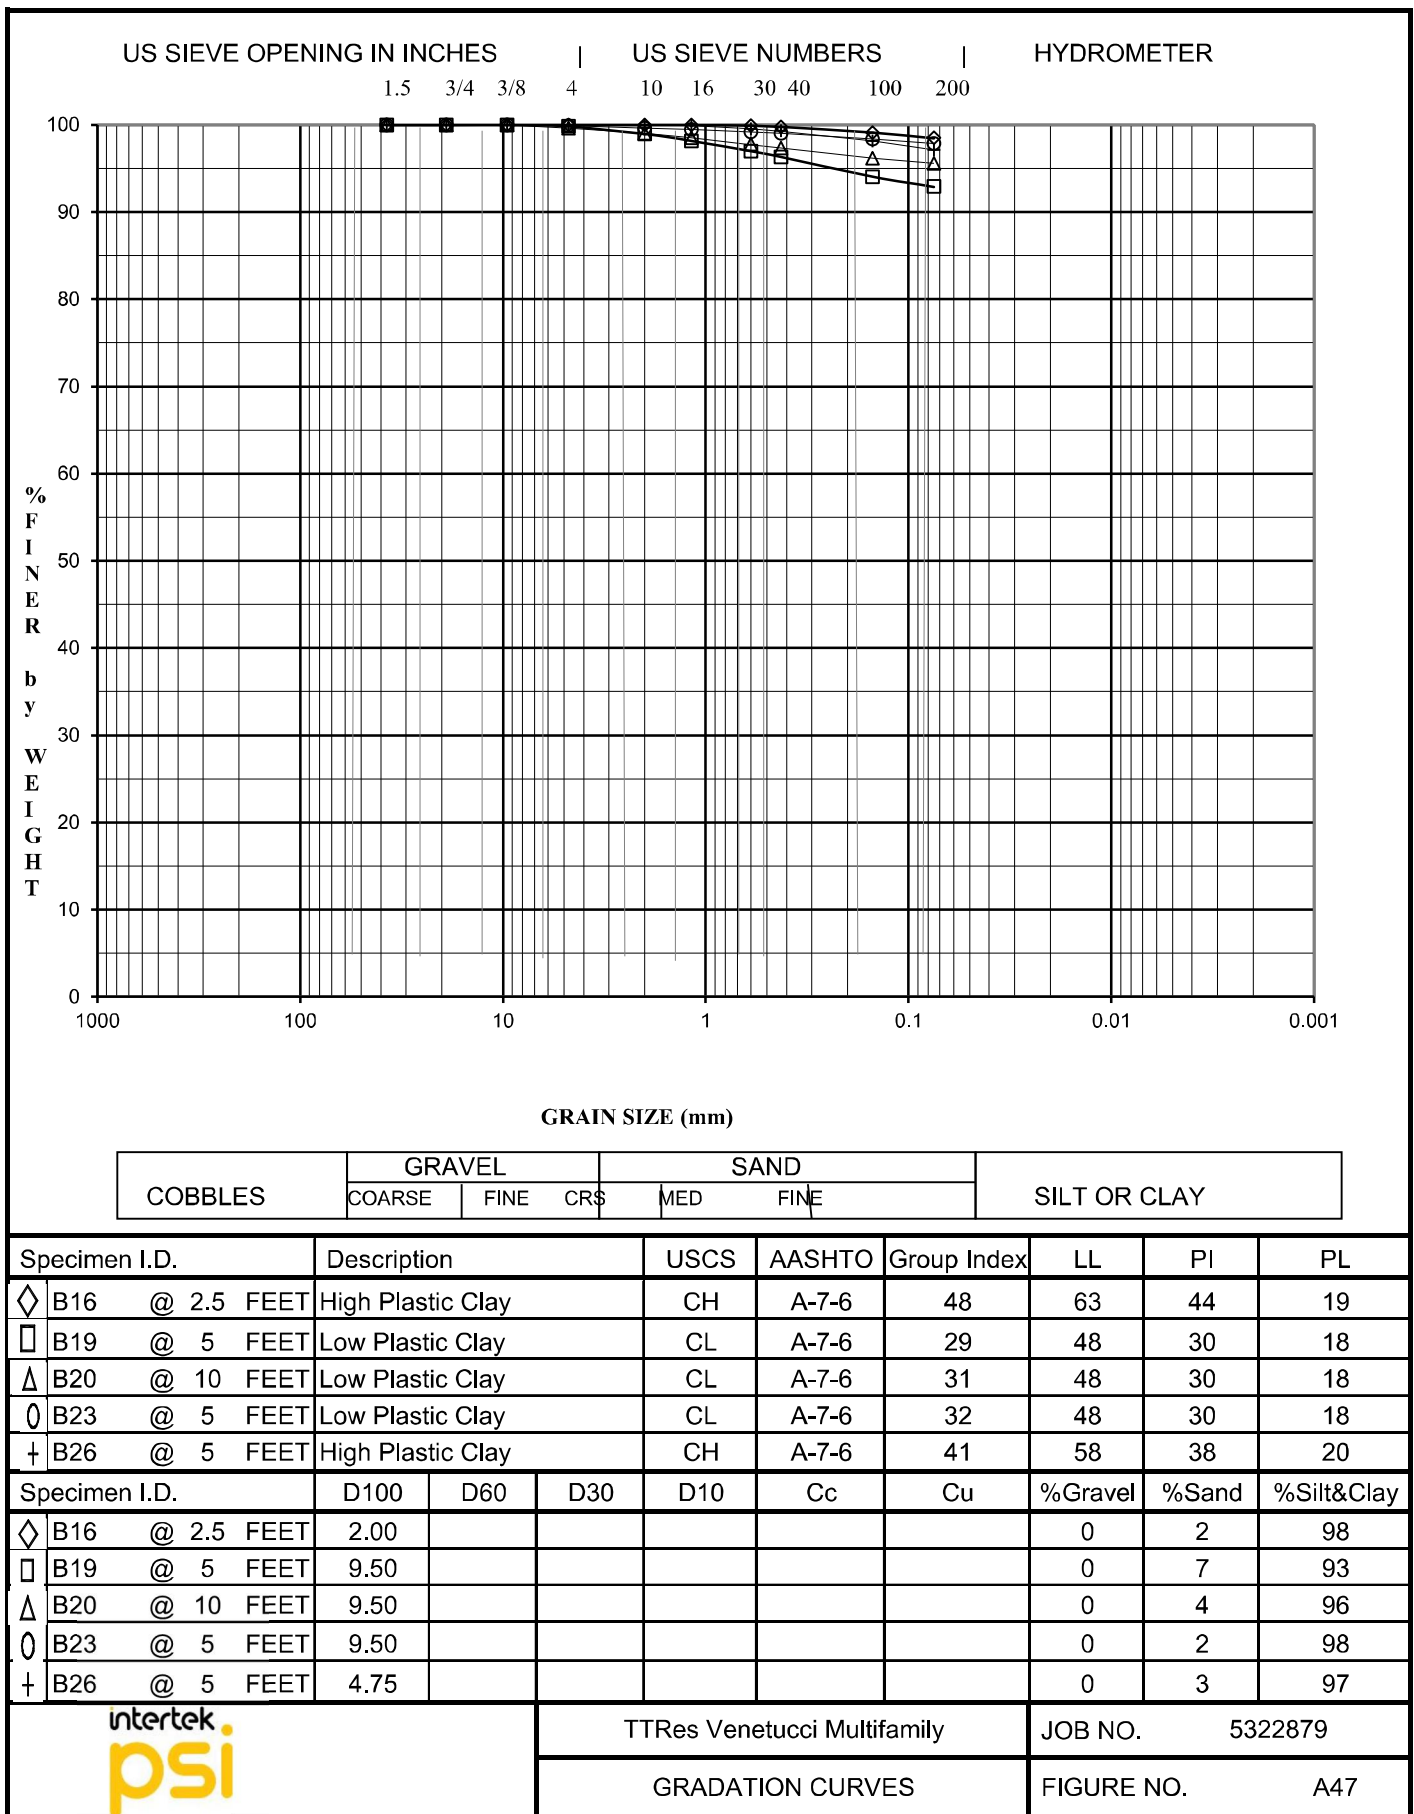 US SIEVE OPENING IN INCHES | US SIEVE NUMBERS | HYDROMETER
1.5 3/4 3/8 4 10 16 30 40 100 200
100
90
80
70
60
50
40
30
20
10
0
% FINER by WEIGHT
1000 100 10 1 0.1 0.01 0.001
GRAIN SIZE (mm)
GRAVEL SAND
COBBLES COARSE FINE CRS MED FINE SILT OR CLAY
Specimen I.D. Description USCS AASHTO Group Index LL PI PL
B16 @ 2.5 FEET High Plastic Clay CH A-7-6 48 63 44 19
B19 @ 5 FEET Low Plastic Clay CL A-7-6 29 48 30 18
B20 @ 10 FEET Low Plastic Clay CL A-7-6 31 48 30 18
B23 @ 5 FEET Low Plastic Clay CL A-7-6 32 48 30 18
B26 @ 5 FEET High Plastic Clay CH A-7-6 41 58 38 20
Specimen I.D. D100 D60 D30 D10 Cc Cu %Gravel %Sand %Silt&Clay
B16 @ 2.5 FEET 2.00 0 2 98
B19 @ 5 FEET 9.50 0 7 93
B20 @ 10 FEET 9.50 0 4 96
B23 @ 5 FEET 9.50 0 2 98
B26 @ 5 FEET 4.75 0 3 97
intertek
psi
TTRes Venetucci Multifamily JOB NO. 5322879
GRADATION CURVES FIGURE NO. A47